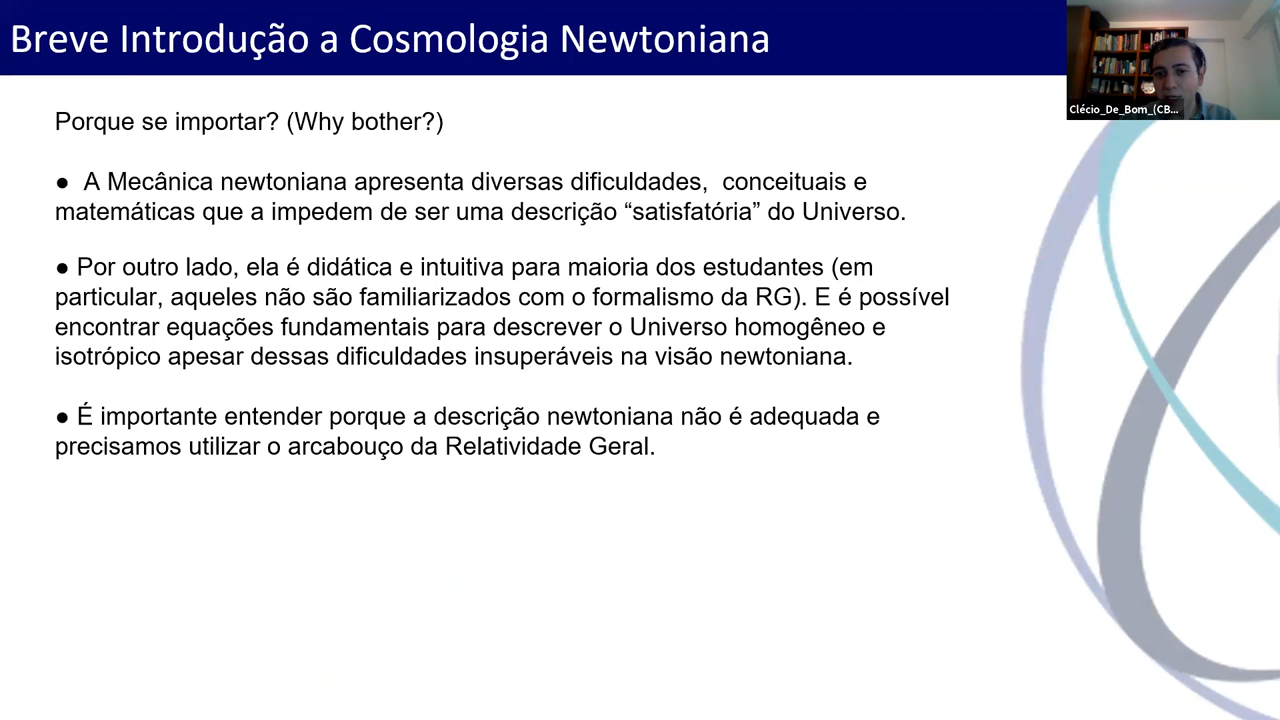 Breve Introdução a Cosmologia Newtoniana
Clécio_De_Bom_(CB...
Porque se importar? (Why bother?)
● A Mecânica newtoniana apresenta diversas dificuldades, conceituais e
matemáticas que a impedem de ser uma descrição “satisfatória” do Universo.
● Por outro lado, ela é didática e intuitiva para maioria dos estudantes (em
particular, aqueles não são familiarizados com o formalismo da RG). E é possível
encontrar equações fundamentais para descrever o Universo homogêneo e
isotrópico apesar dessas dificuldades insuperáveis na visão newtoniana.
● É importante entender porque a descrição newtoniana não é adequada e
precisamos utilizar o arcabouço da Relatividade Geral.